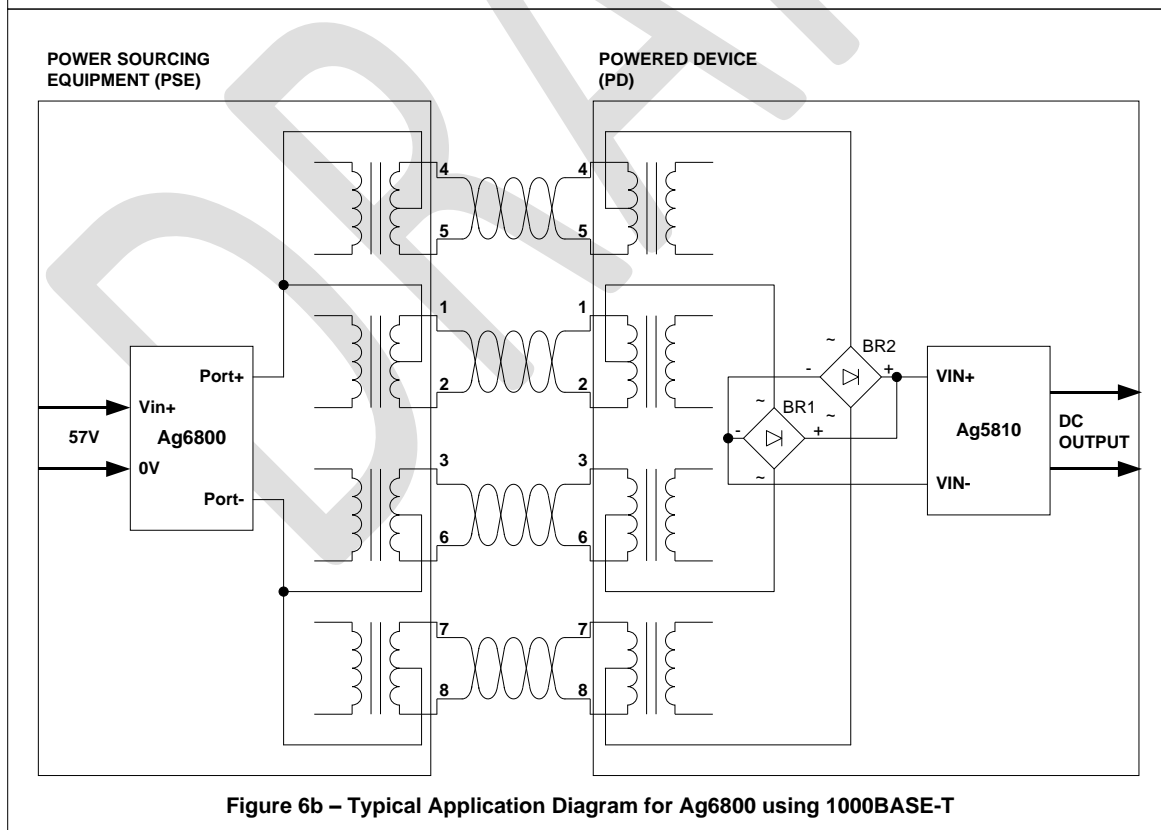 POWER SOURCING
EQUIPMENT (PSE)
POWERED DEVICE
(PD)
4
5
4
5
1
2
1
2
3
6
3
6
7
8
7
8
Port+
Vin+
57V
Ag6800
0V
Port-
~
BR2
-
+
~
~
BR1
-
+
~
VIN+
Ag5810
VIN-
DC
OUTPUT
Figure 6b – Typical Application Diagram for Ag6800 using 1000BASE-T